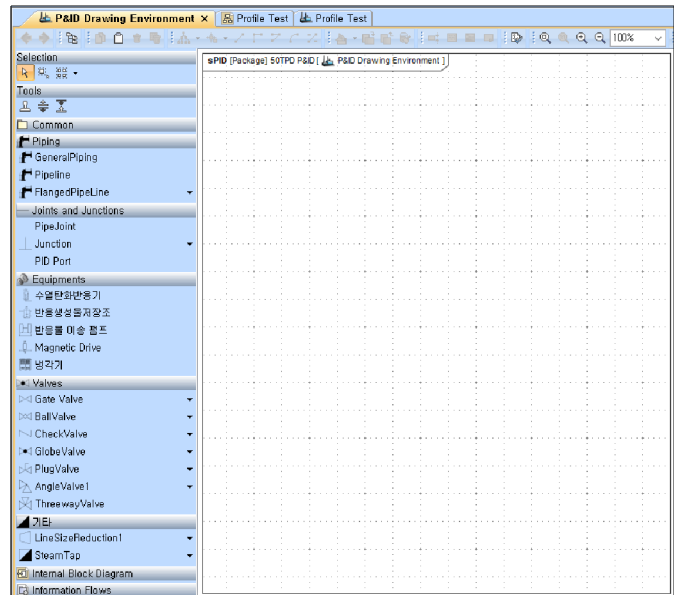 P&ID Drawing Environment × Profile Test P&ID Profile Test
100%
Selection
sPID [Package] 50TPD P&ID [ P&ID Drawing Environment ]
Tools
Common
Piping
GeneralPiping
Pipeline
FlangedPipeLine
Joints and Junctions
PipeJoint
Junction
PID Port
Equipments
수열탄화반응기
반응생성물저장조
반응물 이송 펌프
Magnetic Drive
냉각기
Valves
Gate Valve
BallValve
CheckValve
GlobeValve
PlugValve
AngleValve1
ThreewayValve
기타
LineSizeReduction1
SteamTap
Internal Block Diagram
Information Flows